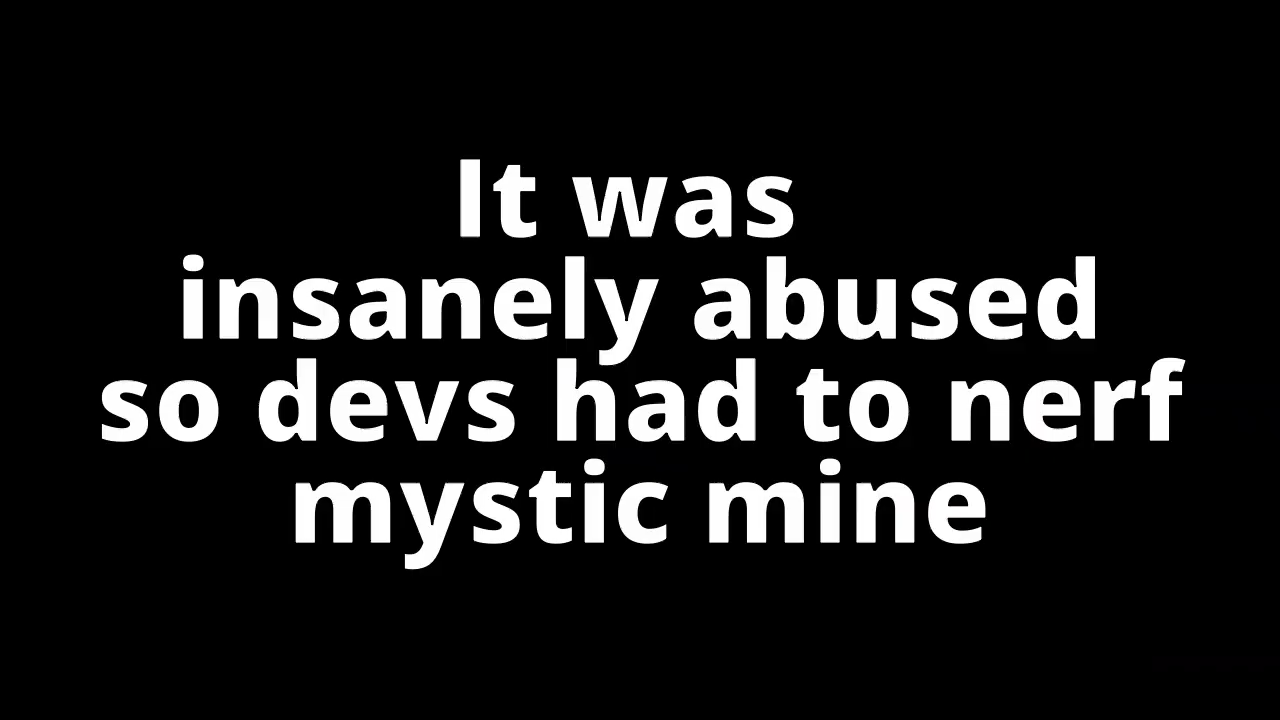 It was
insanely abused
so devs had to nerf
mystic mine